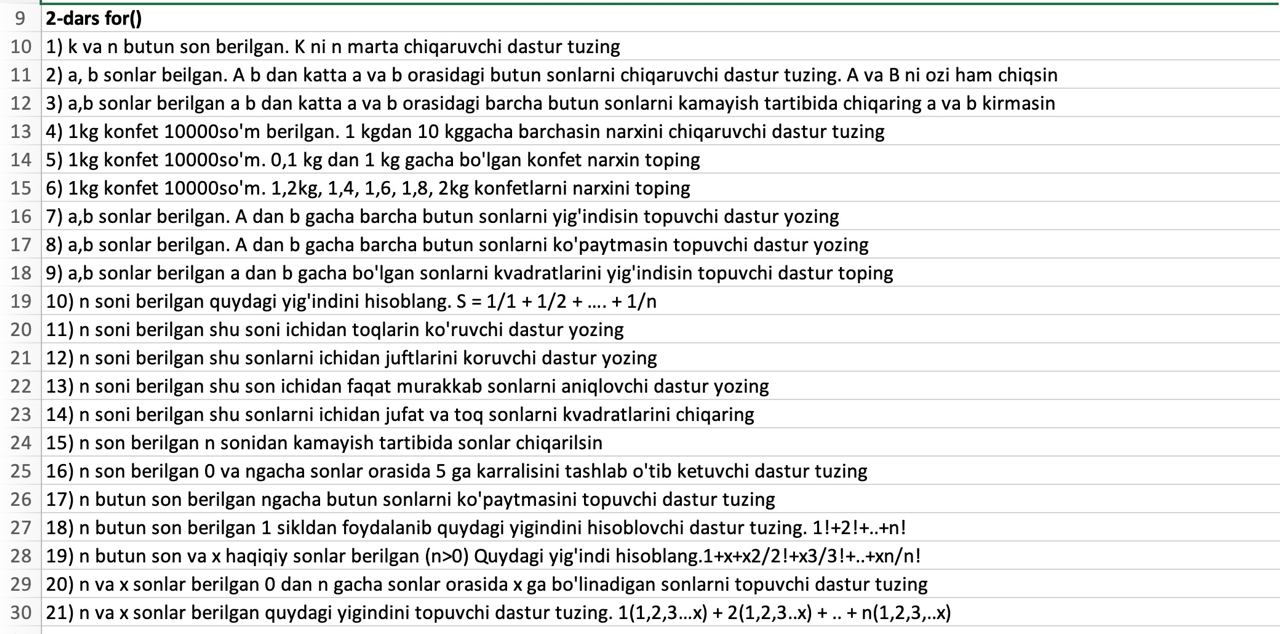 9 2-dars for()
10 1) k va n butun son berilgan. K ni n marta chiqaruvchi dastur tuzing
11 2) a, b sonlar beilgan. A b dan katta a va b orasidagi butun sonlarni chiqaruvchi dastur tuzing. A va B ni ozi ham chiqsin
12 3) a,b sonlar berilgan a b dan katta a va b orasidagi barcha butun sonlarni kamayish tartibida chiqaring a va b kirmasin
13 4) 1kg konfet 10000so'm berilgan. 1 kgdan 10 kggacha barchasin narxini chiqaruvchi dastur tuzing
14 5) 1kg konfet 10000so'm. 0,1 kg dan 1 kg gacha bo'lgan konfet narxin toping
15 6) 1kg konfet 10000so'm. 1,2kg, 1,4, 1,6, 1,8, 2kg konfetlarni narxini toping
16 7) a,b sonlar berilgan. A dan b gacha barcha butun sonlarni yig'indisin topuvchi dastur yozing
17 8) a,b sonlar berilgan. A dan b gacha barcha butun sonlarni ko'paytmasin topuvchi dastur yozing
18 9) a,b sonlar berilgan a dan b gacha bo'lgan sonlarni kvadratlarini yig'indisin topuvchi dastur toping
19 10) n soni berilgan quydagi yig'indini hisoblang. S = 1/1 + 1/2 + .... + 1/n
20 11) n soni berilgan shu soni ichidan toqlarin ko'ruvchi dastur yozing
21 12) n soni berilgan shu sonlarni ichidan juftlarini koruvchi dastur yozing
22 13) n soni berilgan shu son ichidan faqat murakkab sonlarni aniqlovchi dastur yozing
23 14) n soni berilgan shu sonlarni ichidan jufat va toq sonlarni kvadratlarini chiqaring
24 15) n son berilgan n sonidan kamayish tartibida sonlar chiqarilsin
25 16) n son berilgan 0 va ngacha sonlar orasida 5 ga karralisini tashlab o'tib ketuvchi dastur tuzing
26 17) n butun son berilgan ngacha butun sonlarni ko'paytmasini topuvchi dastur tuzing
27 18) n butun son berilgan 1 sikldan foydalanib quydagi yigindini hisoblovchi dastur tuzing. 1!+2!+..+n!
28 19) n butun son va x haqiqiy sonlar berilgan (n>0) Quydagi yig'indi hisoblang.1+x+x2/2!+x3/3!+..+xn/n!
29 20) n va x sonlar berilgan 0 dan n gacha sonlar orasida x ga bo'linadigan sonlarni topuvchi dastur tuzing
30 21) n va x sonlar berilgan quydagi yigindini topuvchi dastur tuzing. 1(1,2,3...x) + 2(1,2,3..x) + .. + n(1,2,3,..x)